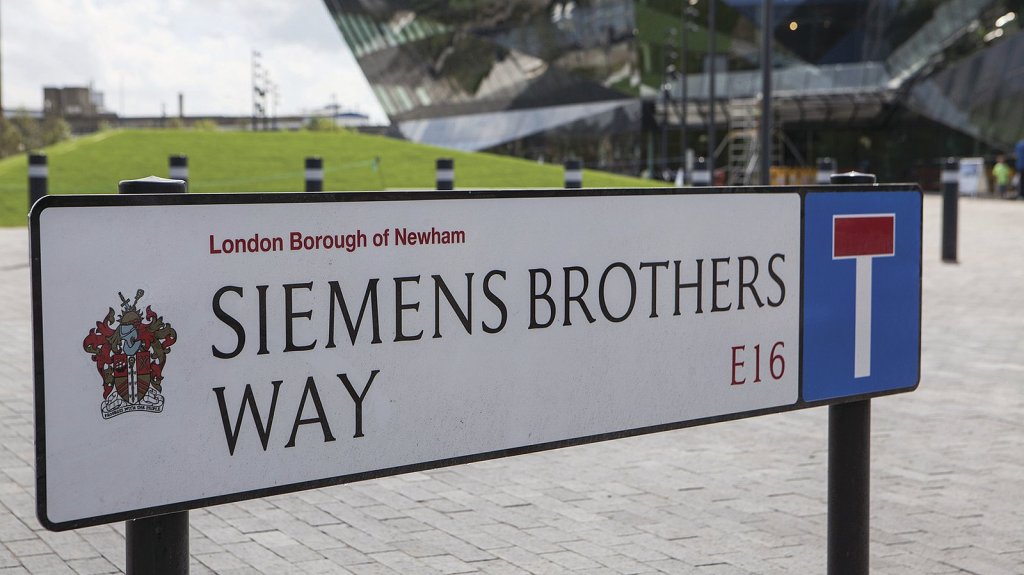 London Borough of Newham
SIEMENS BROTHERS
WAY
E16